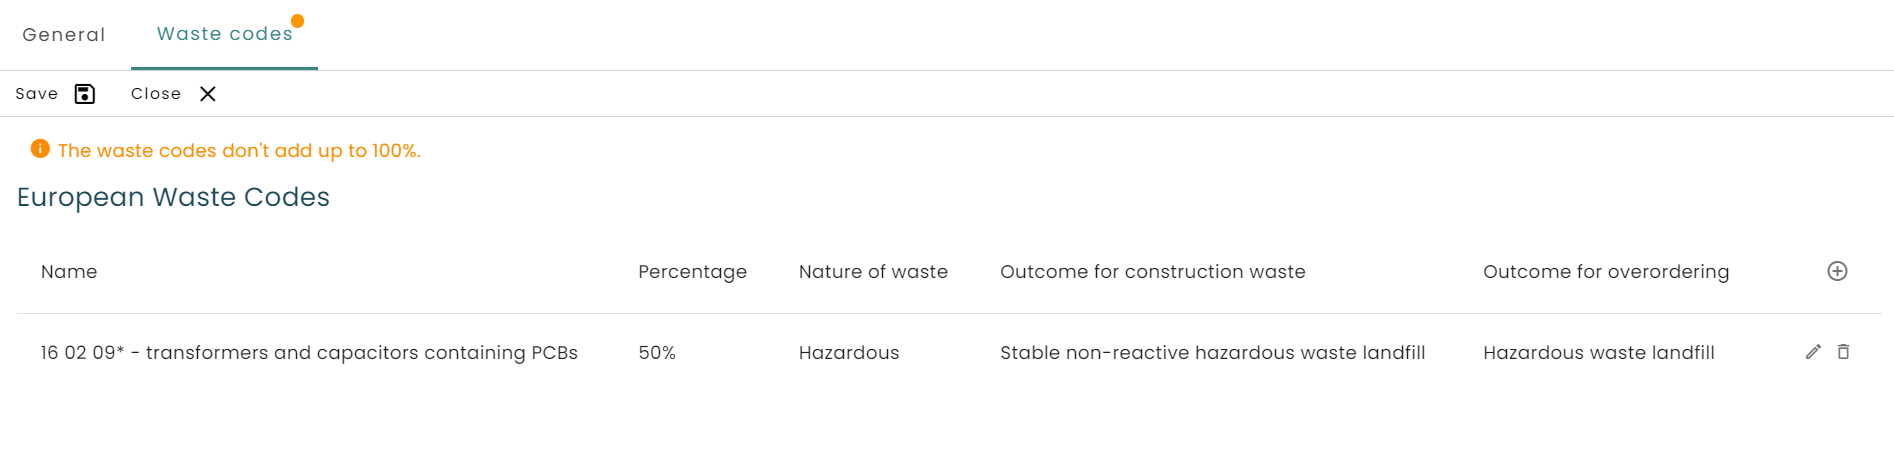 General Waste codes
Save Close
The waste codes don't add up to 100%.
European Waste Codes
Name Percentage Nature of waste Outcome for construction waste Outcome for overordering
16 02 09* - transformers and capacitors containing PCBs 50% Hazardous Stable non-reactive hazardous waste landfill Hazardous waste landfill